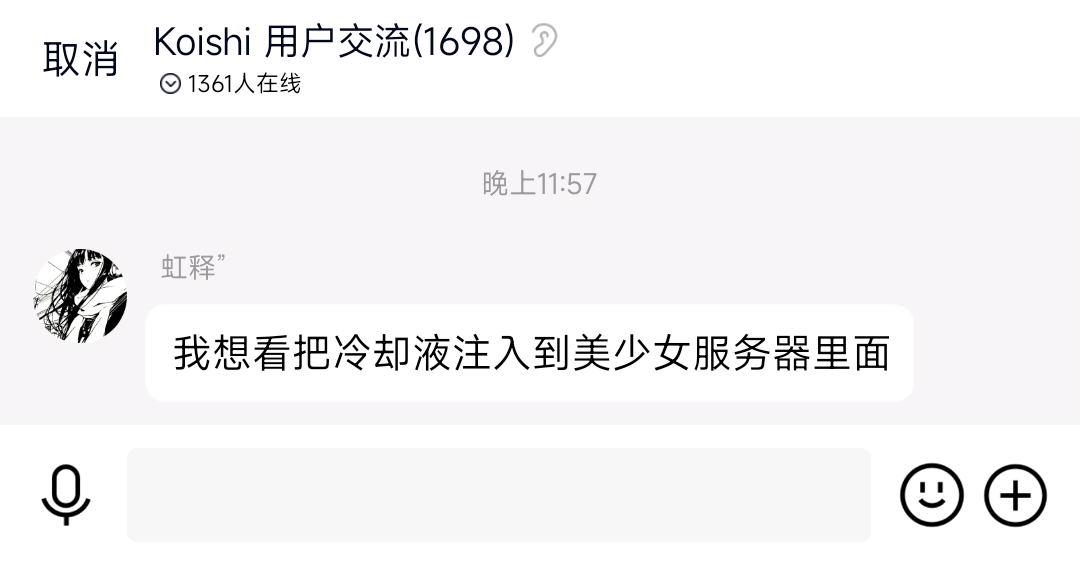 取消
Koishi 用户交流(1698)
1361人在线
晚上11:57
虹释”
我想看把冷却液注入到美少女服务器里面